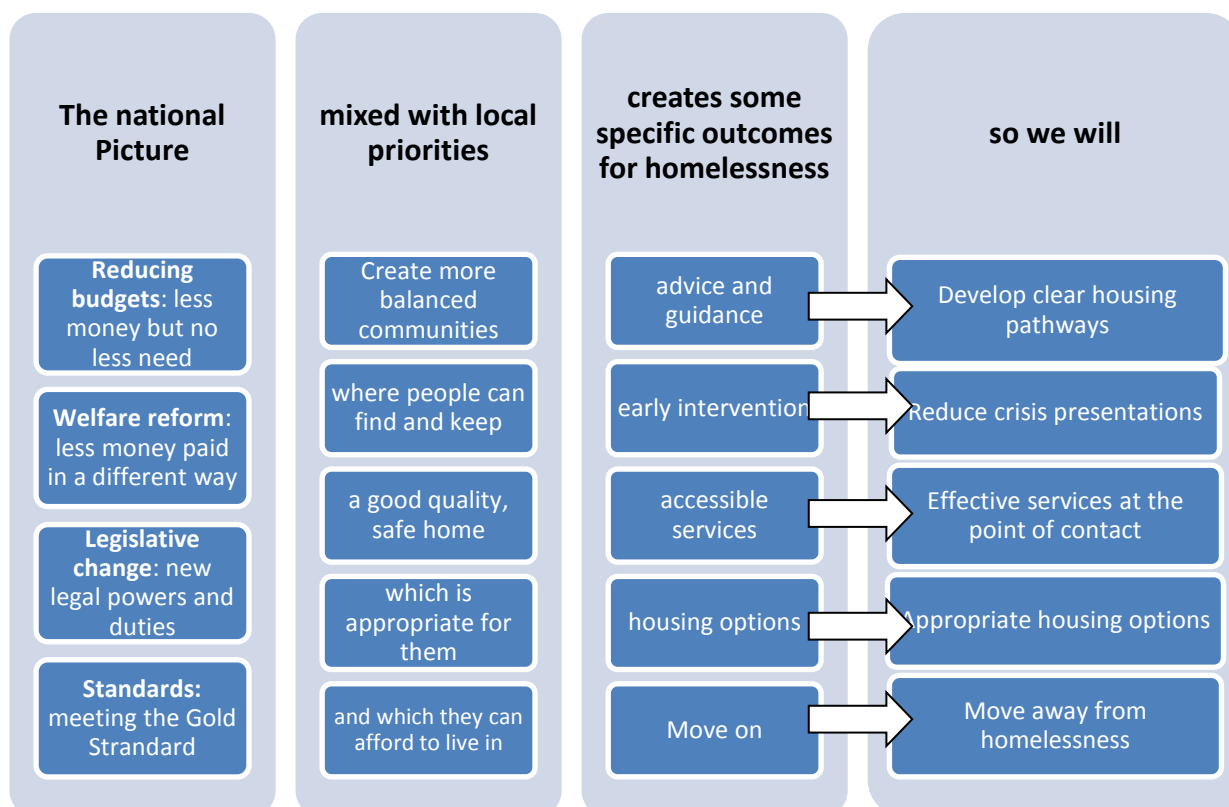 The national
Picture
Reducing
budgets: less
money but no
less need
Welfare reform:
less money paid
in a different way
Legislative
change: new
legal powers and
duties
Standards:
meeting the Gold
Strandard
mixed with local
priorities
Create more
balanced
communities
where people can
find and keep
a good quality,
safe home
which is
appropriate for
them
and which they can
afford to live in
creates some
specific outcomes
for homelessness
advice and
guidance
early intervention
accessible
services
housing options
Move on
so we will
Develop clear housing
pathways
Reduce crisis presentations
Effective services at the
point of contact
Appropriate housing options
Move away from
homelessness